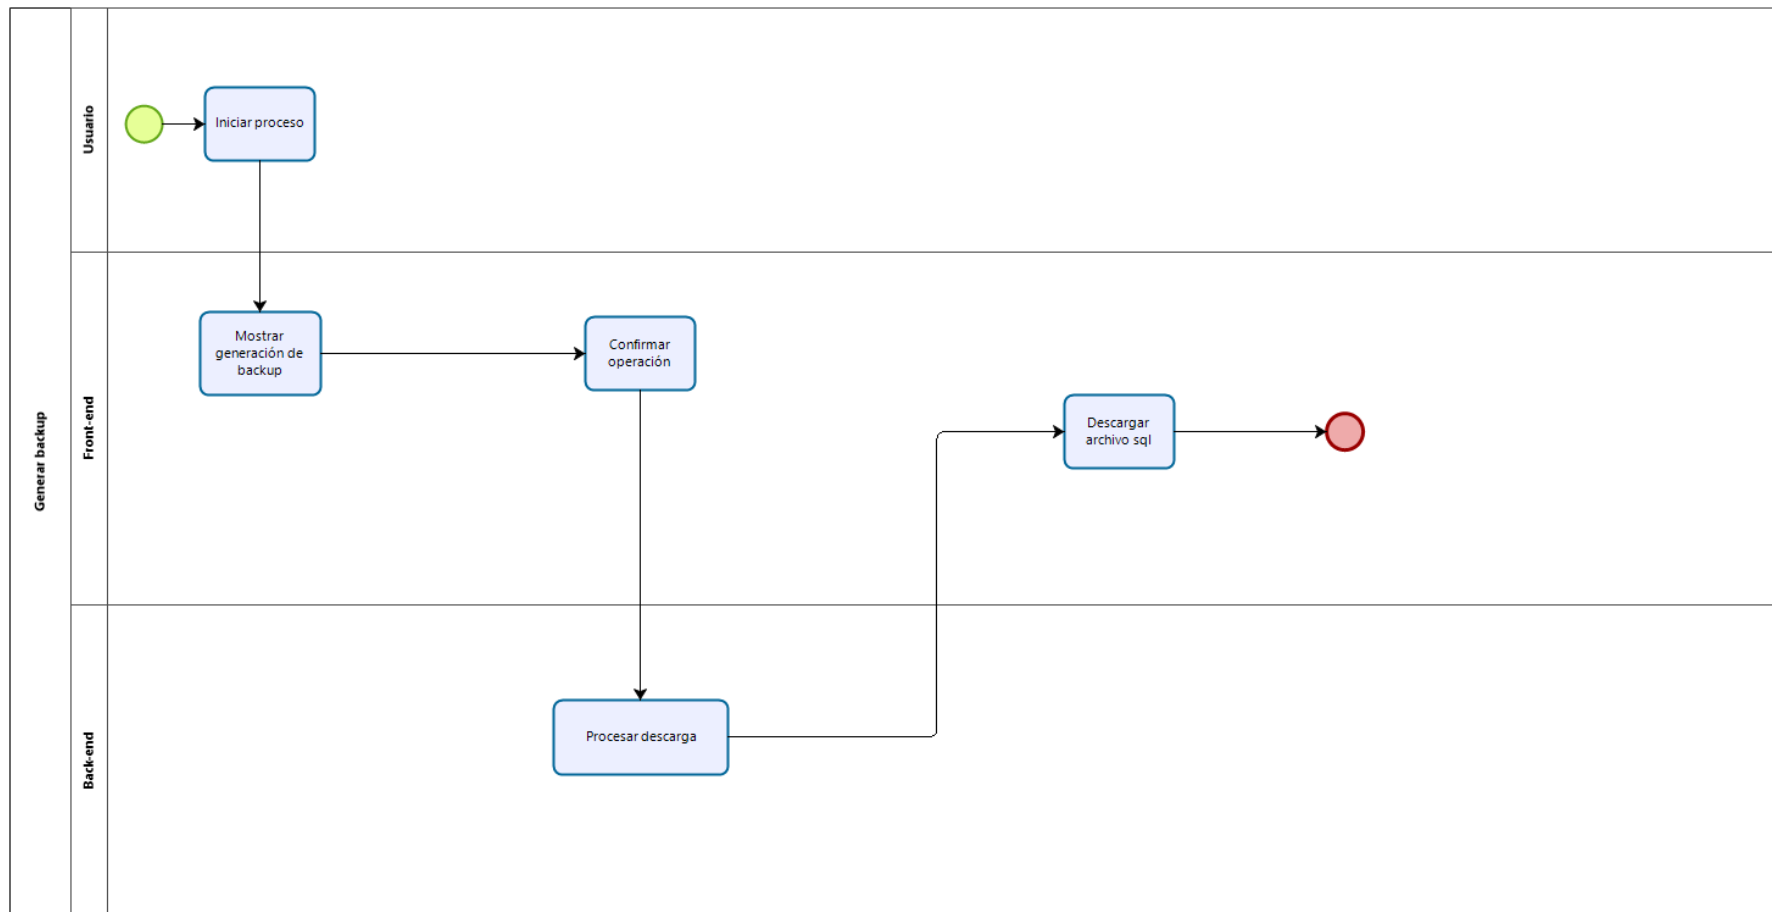 Generar backup
Usuario
Iniciar proceso
Front-end
Mostrar
generación de
backup
Confirmar
operación
Descargar
archivo sql
Back-end
Procesar descarga